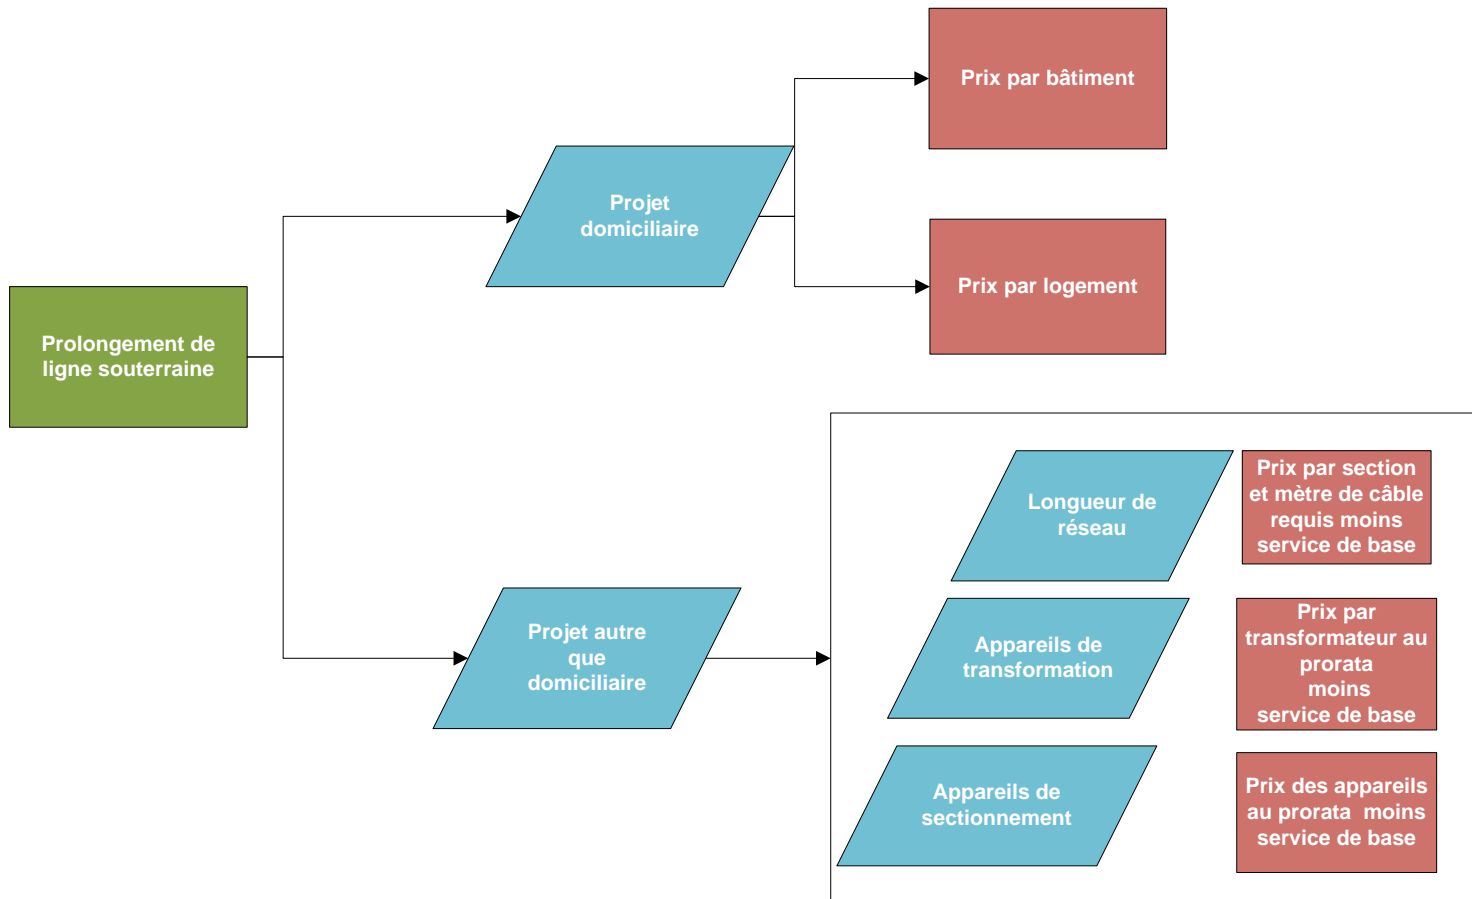 Prix par bâtiment
Projet
domiciliaire
Prix par logement
Prolongement de
ligne souterraine
Longueur de
réseau
Prix par section
et mètre de câble
requis moins
service de base
Projet autre
que
domiciliaire
Appareils de
transformation
Prix par
transformateur au
prorata
moins
service de base
Appareils de
sectionnement
Prix des appareils
au prorata moins
service de base